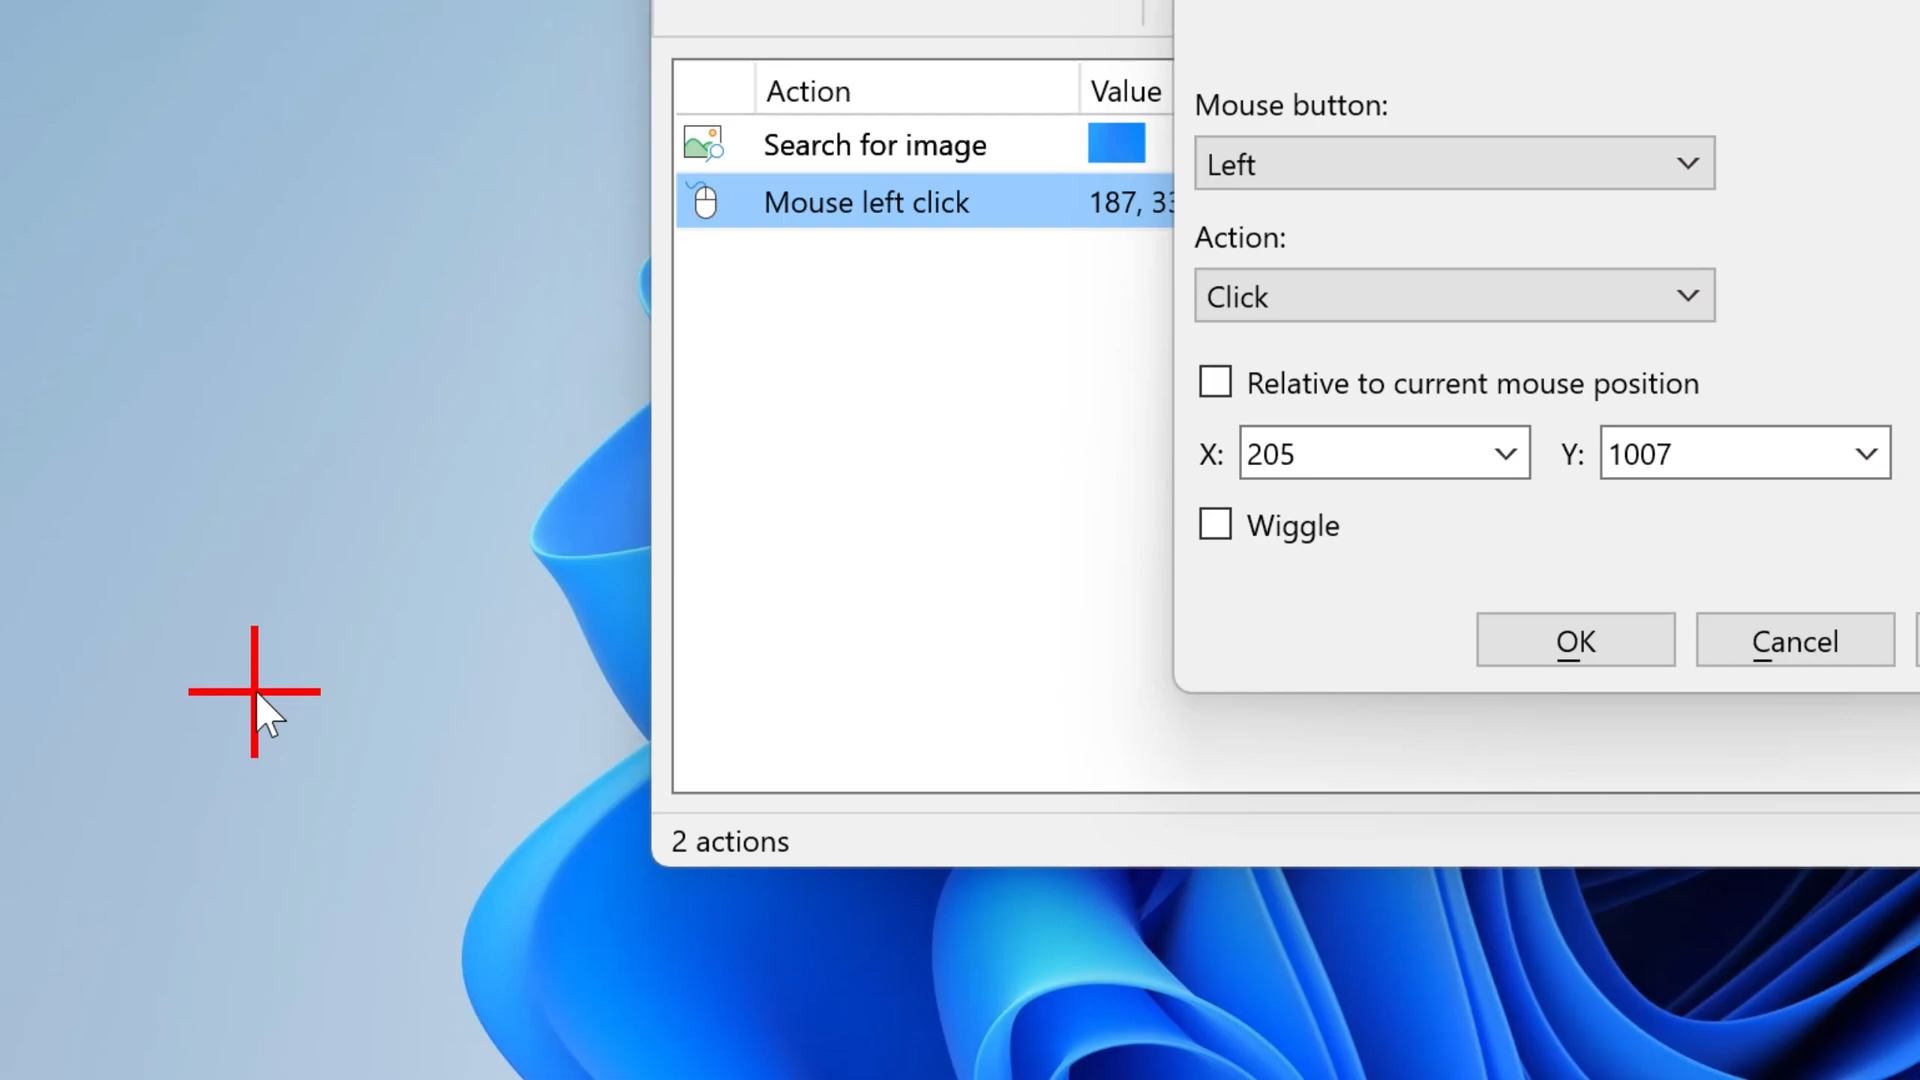 Action Value
Search for image
Mouse left click 187, 33
2 actions
Mouse button:
Left
Action:
Click
Relative to current mouse position
X: 205 Y: 1007
Wiggle
OK Cancel